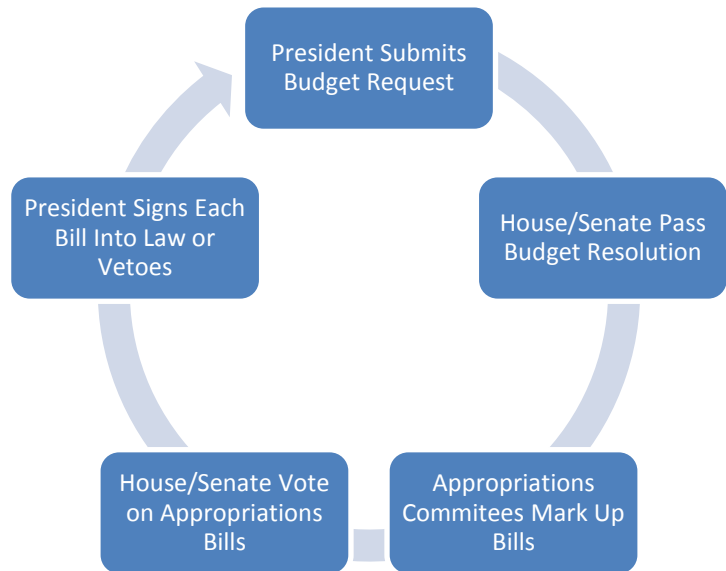 President Submits
Budget Request
House/Senate Pass
Budget Resolution
Appropriations
Commitees Mark Up
Bills
House/Senate Vote
on Appropriations
Bills
President Signs Each
Bill Into Law or
Vetoes